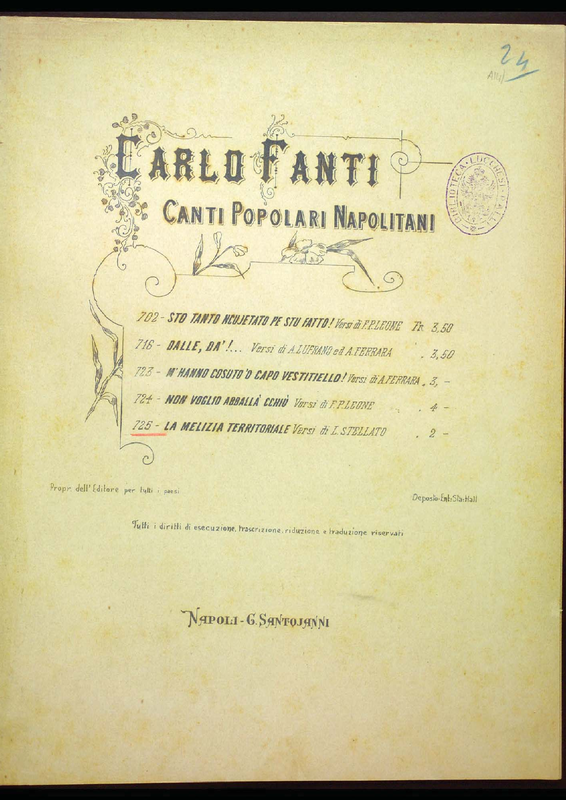 24
CARLO FANTI
CANTI POPOLARI NAPOLITANI
702 - STO TANTO NCUJETATO PE STU FATTO! Versi di F.P. LEONE Fr. 3,50
716 - DALLE, DA'!... Versi di A. LUFRANO ed A. FERRARA . 3,50
723 - M'HANNO COSUTO 'O CAPO VESTITIELLO! Versi di A. FERRARA . 3, -
724 - NON VOGLIO ABBALLÀ CCHIÙ Versi di F.P. LEONE . 4 -
725 - LA MELIZIA TERRITORIALE Versi di I. STELLATO . 2 -
Propr. dell'Editore per tutti i paesi
Deposto-Ent: Sta: Hall
Tutti i diritti di esecuzione, trascrizione, riduzione e traduzione riservati
NAPOLI - G. SANTOJANNI